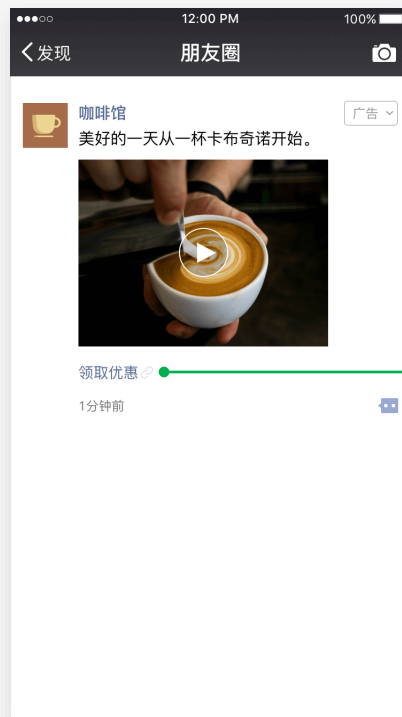 12:00 PM
100%
发现
朋友圈
咖啡馆
广告
美好的一天从一杯卡布奇诺开始。
领取优惠
1分钟前